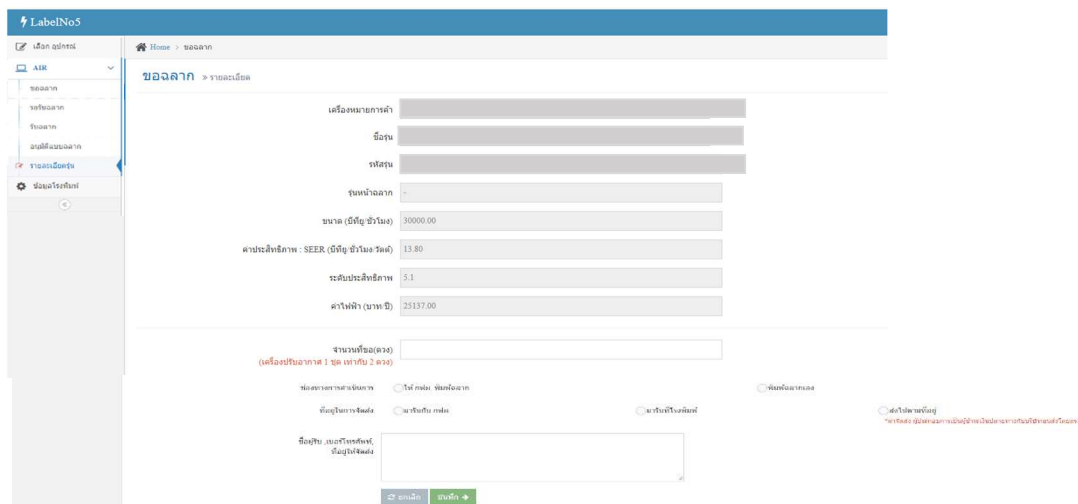 LabelNo5
เลือก อุปกรณ์
Home > ขอฉลาก
AIR
ขอฉลาก
รอรับฉลาก
รับฉลาก
อนุมัติแบบฉลาก
รายละเอียดรุ่น
ข้อมูลโรงพิมพ์
ขอฉลาก » รายละเอียด
เครื่องหมายการค้า
ชื่อรุ่น
รหัสรุ่น
รุ่นหน้าฉลาก -
ขนาด (บีทียู/ชั่วโมง) 30000.00
ค่าประสิทธิภาพ : SEER (บีทียู/ชั่วโมง/วัตต์) 13.80
ระดับประสิทธิภาพ 5.1
ค่าไฟฟ้า (บาท/ปี) 25137.00
จำนวนที่ขอ(ดวง)
(เครื่องปรับอากาศ 1 ชุด เท่ากับ 2 ดวง)
ช่องทางการดำเนินการ ให้ กฟผ. พิมพ์ฉลาก พิมพ์ฉลากเอง
ที่อยู่ในการจัดส่ง มารับกับ กฟผ. มารับที่โรงพิมพ์ ส่งไปตามที่อยู่
ชื่อผู้รับ ,เบอร์โทรศัพท์,
ที่อยู่ให้จัดส่ง
ยกเลิก บันทึก